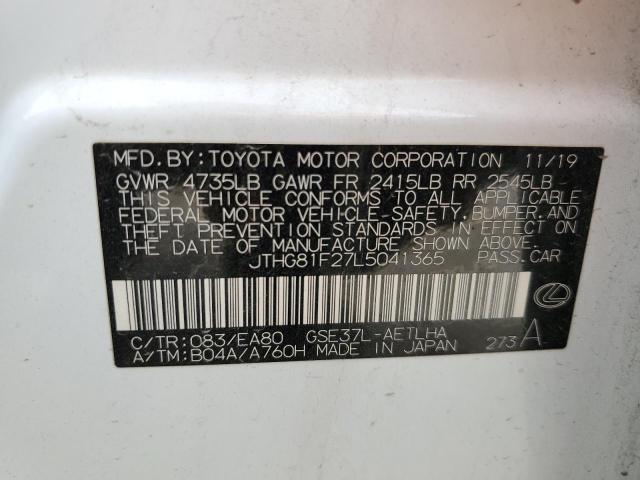 MFD.BY:TOYOTA MOTOR CORPORATION 11/19
GVWR 4735LB GAWR FR 2415LB RR 2545LB
THIS VEHICLE CONFORMS TO ALL APPLICABLE
FEDERAL MOTOR VEHICLE-SAFETY,BUMPER,AND
THEFT PREVENTION STANDARDS IN EFFECT ON
THE DATE OF MANUFACTURE SHOWN ABOVE.
JTHG81F27L5041365 PASS.CAR
C/TR:083/EA80 GSE37L-AETLHA
A/TM:B04A/A760H MADE IN JAPAN 273 A